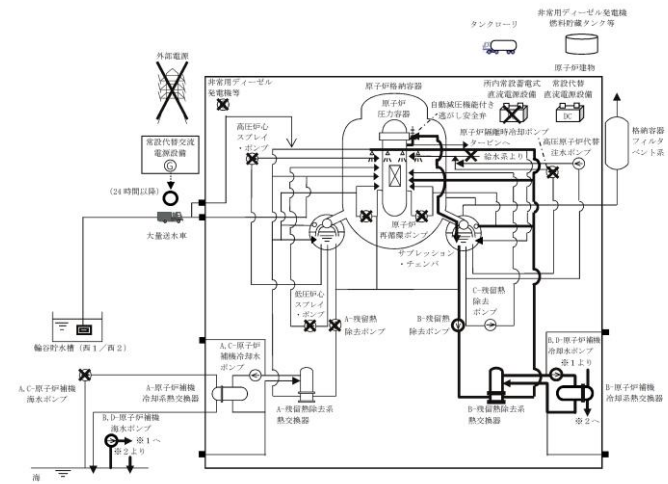 タンクローリ
非常用ディーゼル発電機
燃料貯蔵タンク等
外部電源
原子炉建物
非常用ディーゼル
発電機等
原子炉格納容器
原子炉
圧力容器
自動減圧機能付き
・逃がし安全弁
所内常設蓄電式
直流電源設備
常設代替
直流電源設備
DC
高圧炉心
スプレイ
・ポンプ
原子炉隔離時冷却ポンプ
タービンへ
給水系より
高圧原子炉代替
注水ポンプ
格納容器
フィルタ
ベント系
常設代替交流
電源設備
G
(24時間以降)
大量送水車
原子炉
再循環ポンプ
サプレッション
・チェンバ
低圧炉心
スプレイ
・ポンプ
A-残留熱
除去ポンプ
B-残留熱
除去ポンプ
C-残留熱
除去
ポンプ
輪谷貯水槽(西1/西2)
A,C-原子炉
補機冷却水
ポンプ
B,D-原子炉補機
冷却水ポンプ
※1より
A,C-原子炉補機
海水ポンプ
A-原子炉補機
冷却系熱交換器
B-原子炉補機
冷却系熱交換器
B,D-原子炉補機
海水ポンプ
※1へ
※2より
A-残留熱除去系
熱交換器
B-残留熱除去系
熱交換器
※2へ
海